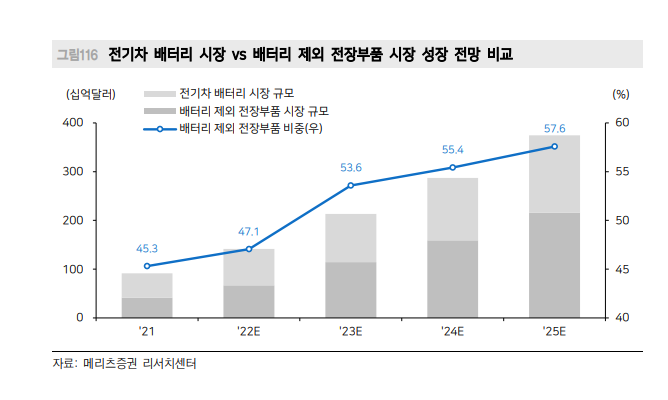 그림116 전기차 배터리 시장 vs 배터리 제외 전장부품 시장 성장 전망 비교
(십억달러)
전기차 배터리 시장 규모
배터리 제외 전장부품 시장 규모
배터리 제외 전장부품 비중(우)
(%)
400
300
200
100
0
45.3
47.1
53.6
55.4
57.6
60
55
50
45
40
'21
'22E
'23E
'24E
'25E
자료: 메리츠증권 리서치센터